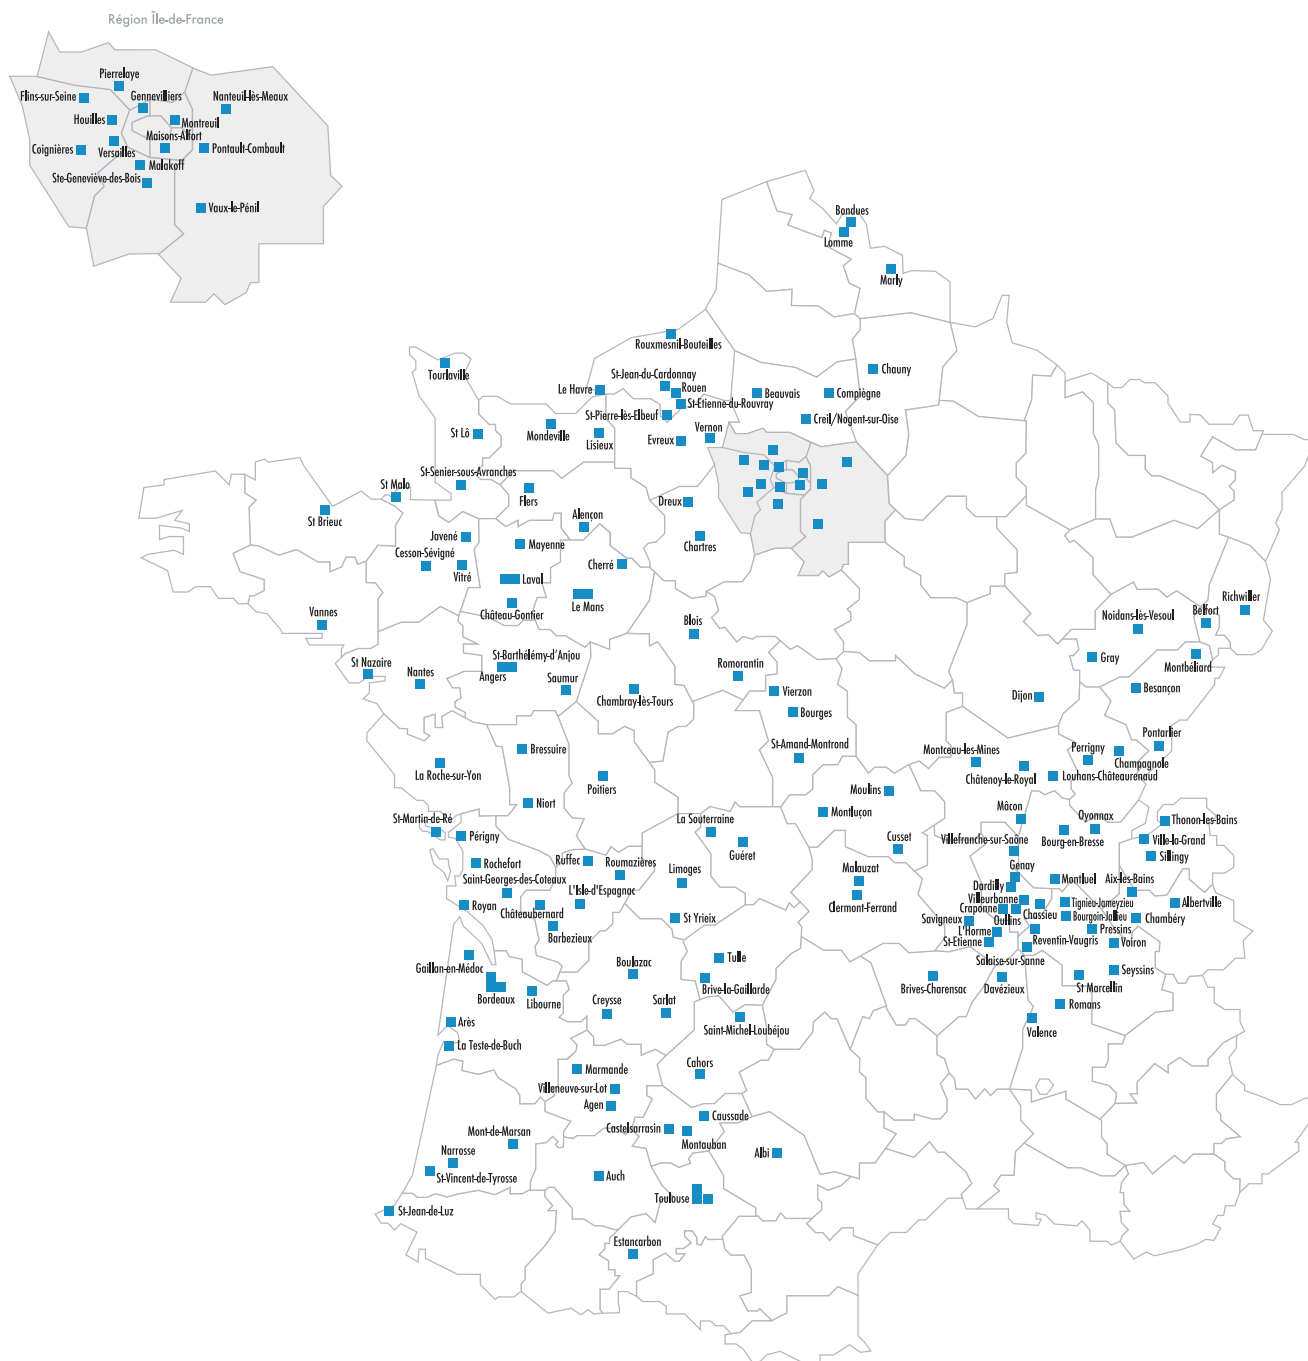 Région Île-de-France
Pierrelaye
Flins-sur-Seine
Gennevilliers
Nanteuil-lès-Meaux
Houilles
Montreuil
Maisons-Alfort
Coignières
Versailles
Pontault-Combault
Malakoff
Ste-Geneviève-des-Bois
Vaux-le-Pénil
Bondues
Lomme
Marly
Rouxmesnil-Bouteilles
Tourlaville
St-Jean-du-Cardonnay
Chauny
Le Havre
Rouen
Beauvais
Compiègne
St-Etienne-du-Rouvray
St-Pierre-lès-Elbeuf
Creil/Nogent-sur-Oise
St Lô
Mondeville
Lisieux
Evreux
Vernon
St-Senier-sous-Avranches
St Malo
Flers
Dreux
St Brieuc
Alençon
Javené
Mayenne
Chartres
Cesson-Sévigné
Cherré
Vitré
Laval
Le Mans
Château-Gontier
Vannes
Blois
Richwiller
Noidans-lès-Vesoul
Belfort
St-Barthélémy-d'Anjou
St Nazaire
Nantes
Angers
Saumur
Romorantin
Gray
Montbéliard
Chambray-lès-Tours
Vierzon
Besançon
Dijon
Bourges
Bressuire
St-Amand-Montrond
Montceau-les-Mines
Perrigny
Pontarlier
Champagnole
La Roche-sur-Yon
Châtenoy-le-Royal
Louhans-Châteaurenaud
Poitiers
Moulins
Niort
Montluçon
Mâcon
Oyonnax
Thonon-les-Bains
St-Martin-de-Ré
Périgny
La Souterraine
Villefranche-sur-Saône
Bourg-en-Bresse
Ville-la-Grand
Guéret
Cusset
Sillingy
Rochefort
Ruffec
Roumazières
Limoges
Malauzat
Genay
Saint-Georges-des-Coteaux
L'Isle-d'Espagnac
Dardilly
Montluel
Aix-les-Bains
Clermont-Ferrand
Villeurbanne
Royan
Châteaubernard
Craponne
Chassieu
Tignieu-Jameyzieu
Albertville
Savigneux
Oullins
Bourgoin-Jallieu
Chambéry
Barbezieux
St Yrieix
L'Horme
Pressins
St-Etienne
Reventin-Vaugris
Voiron
Gaillan-en-Médoc
Boulazac
Tulle
Salaise-sur-Sanne
Seyssins
Bordeaux
Libourne
Brive-la-Gaillarde
Brives-Charensac
Davézieux
St Marcellin
Creysse
Sarlat
Romans
Arès
Saint-Michel-Loubéjou
Valence
La Teste-de-Buch
Marmande
Cahors
Villeneuve-sur-Lot
Agen
Caussade
Mont-de-Marsan
Castelsarrasin
Montauban
Narrosse
Albi
St-Vincent-de-Tyrosse
Auch
Toulouse
St-Jean-de-Luz
Estancarbon